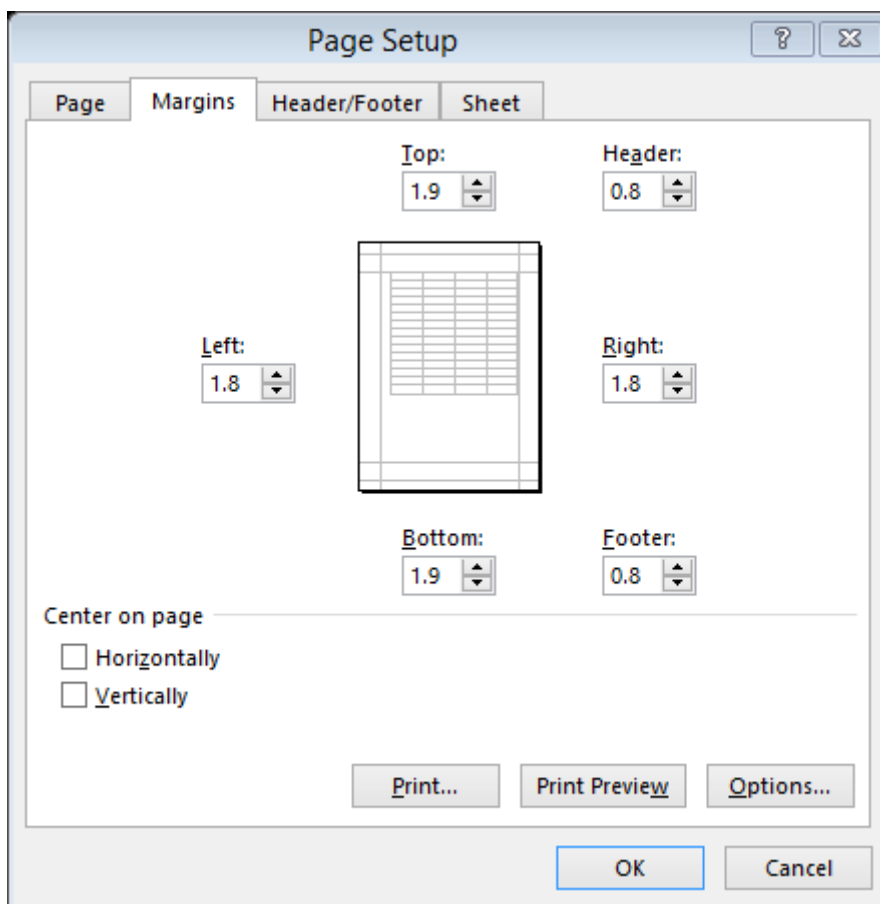 Page Setup
Page Margins Header/Footer Sheet
Top: Header:
1.9 0.8
Left: Right:
1.8 1.8
Bottom: Footer:
1.9 0.8
Center on page
Horizontally
Vertically
Print... Print Preview Options...
OK Cancel